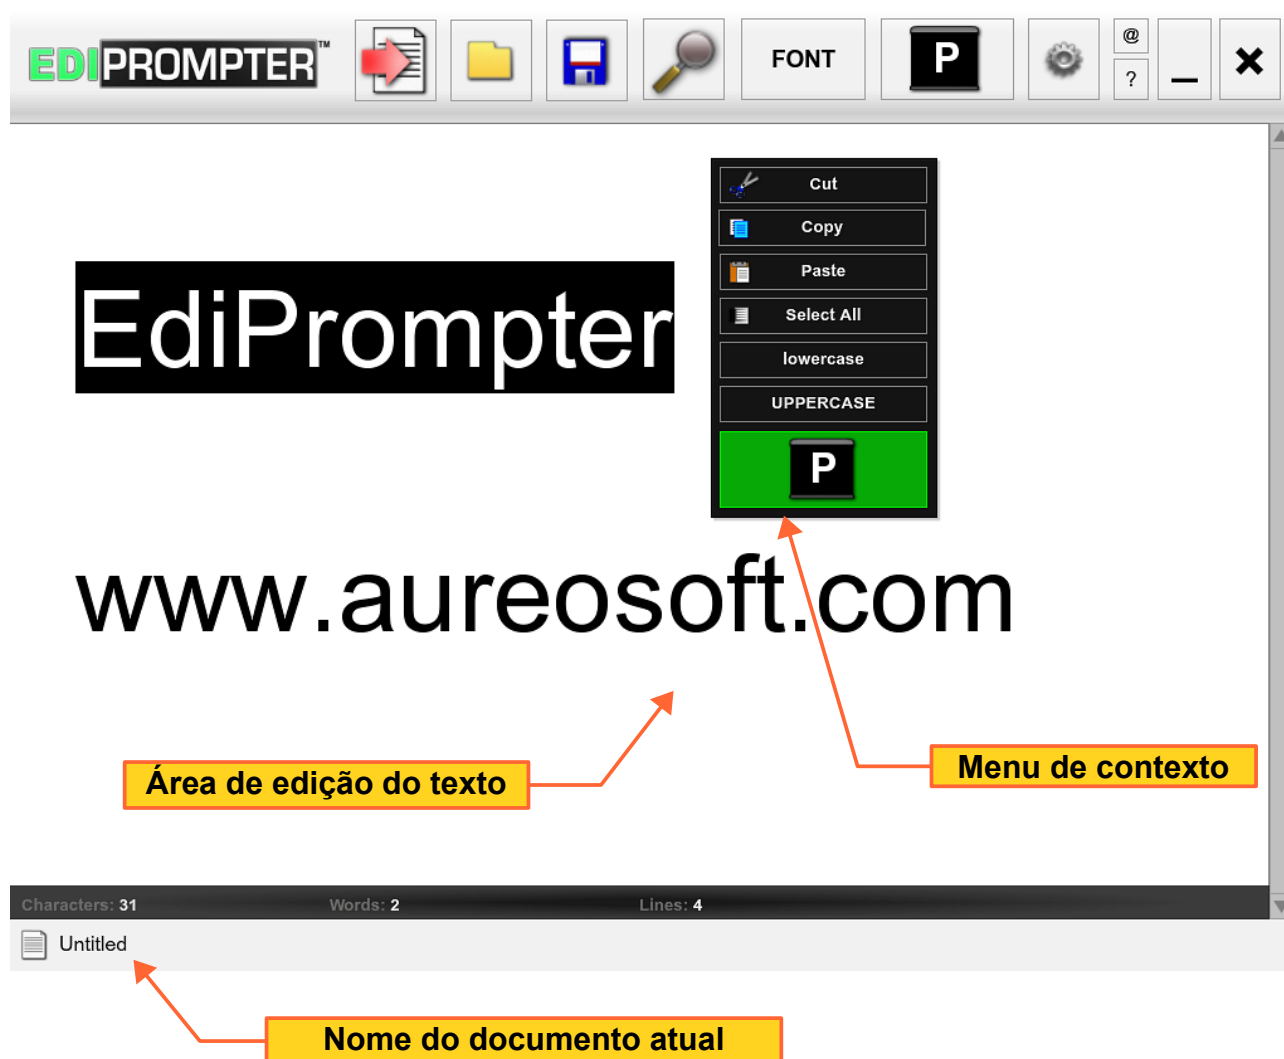 EDIPROMPTER™
FONT
P
@
?
Cut
Copy
Paste
Select All
lowercase
UPPERCASE
P
EdiPrompter
www.aureosoft.com
Área de edição do texto
Menu de contexto
Characters: 31 Words: 2 Lines: 4
Untitled
Nome do documento atual